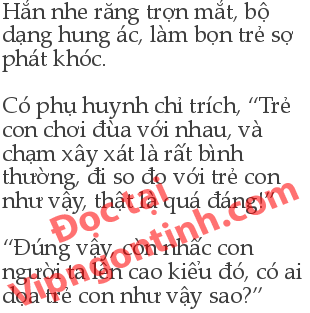 Hắn nhe răng trợn mắt, bộ
dạng hung ác, làm bọn trẻ sợ
phát khóc.
Có phụ huynh chỉ trích, “Trẻ
con chơi đùa với nhau, và
chạm xây xát là rất bình
thường, đi so đo với trẻ con
như vậy, thật là quá đáng!”
“Đúng vậy, còn nhấc con
người ta lên cao kiểu đó, có ai
dọa trẻ con như vậy sao?”
Đọc tại
Vipngontinh.com